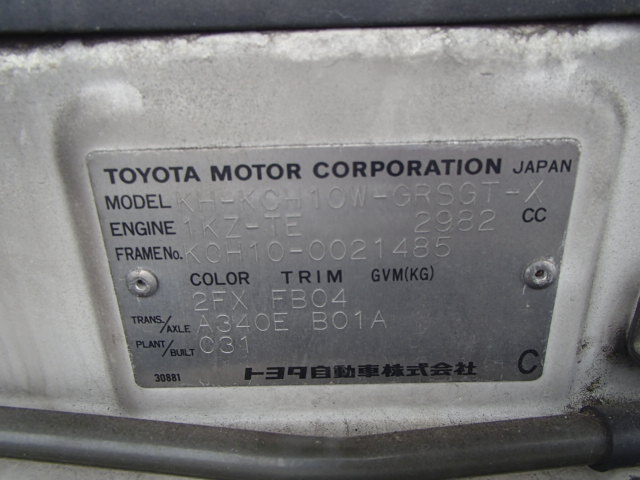 TOYOTA MOTOR CORPORATION JAPAN
MODEL KH-KCH10W-GRSGT-X
ENGINE 1KZ-TE 2982 CC
FRAME No. KCH10-0021485
COLOR TRIM GVM(KG)
2FX FB04
TRANS./AXLE A340E B01A
PLANT/BUILT C31
30881 トヨタ自動車株式会社 C